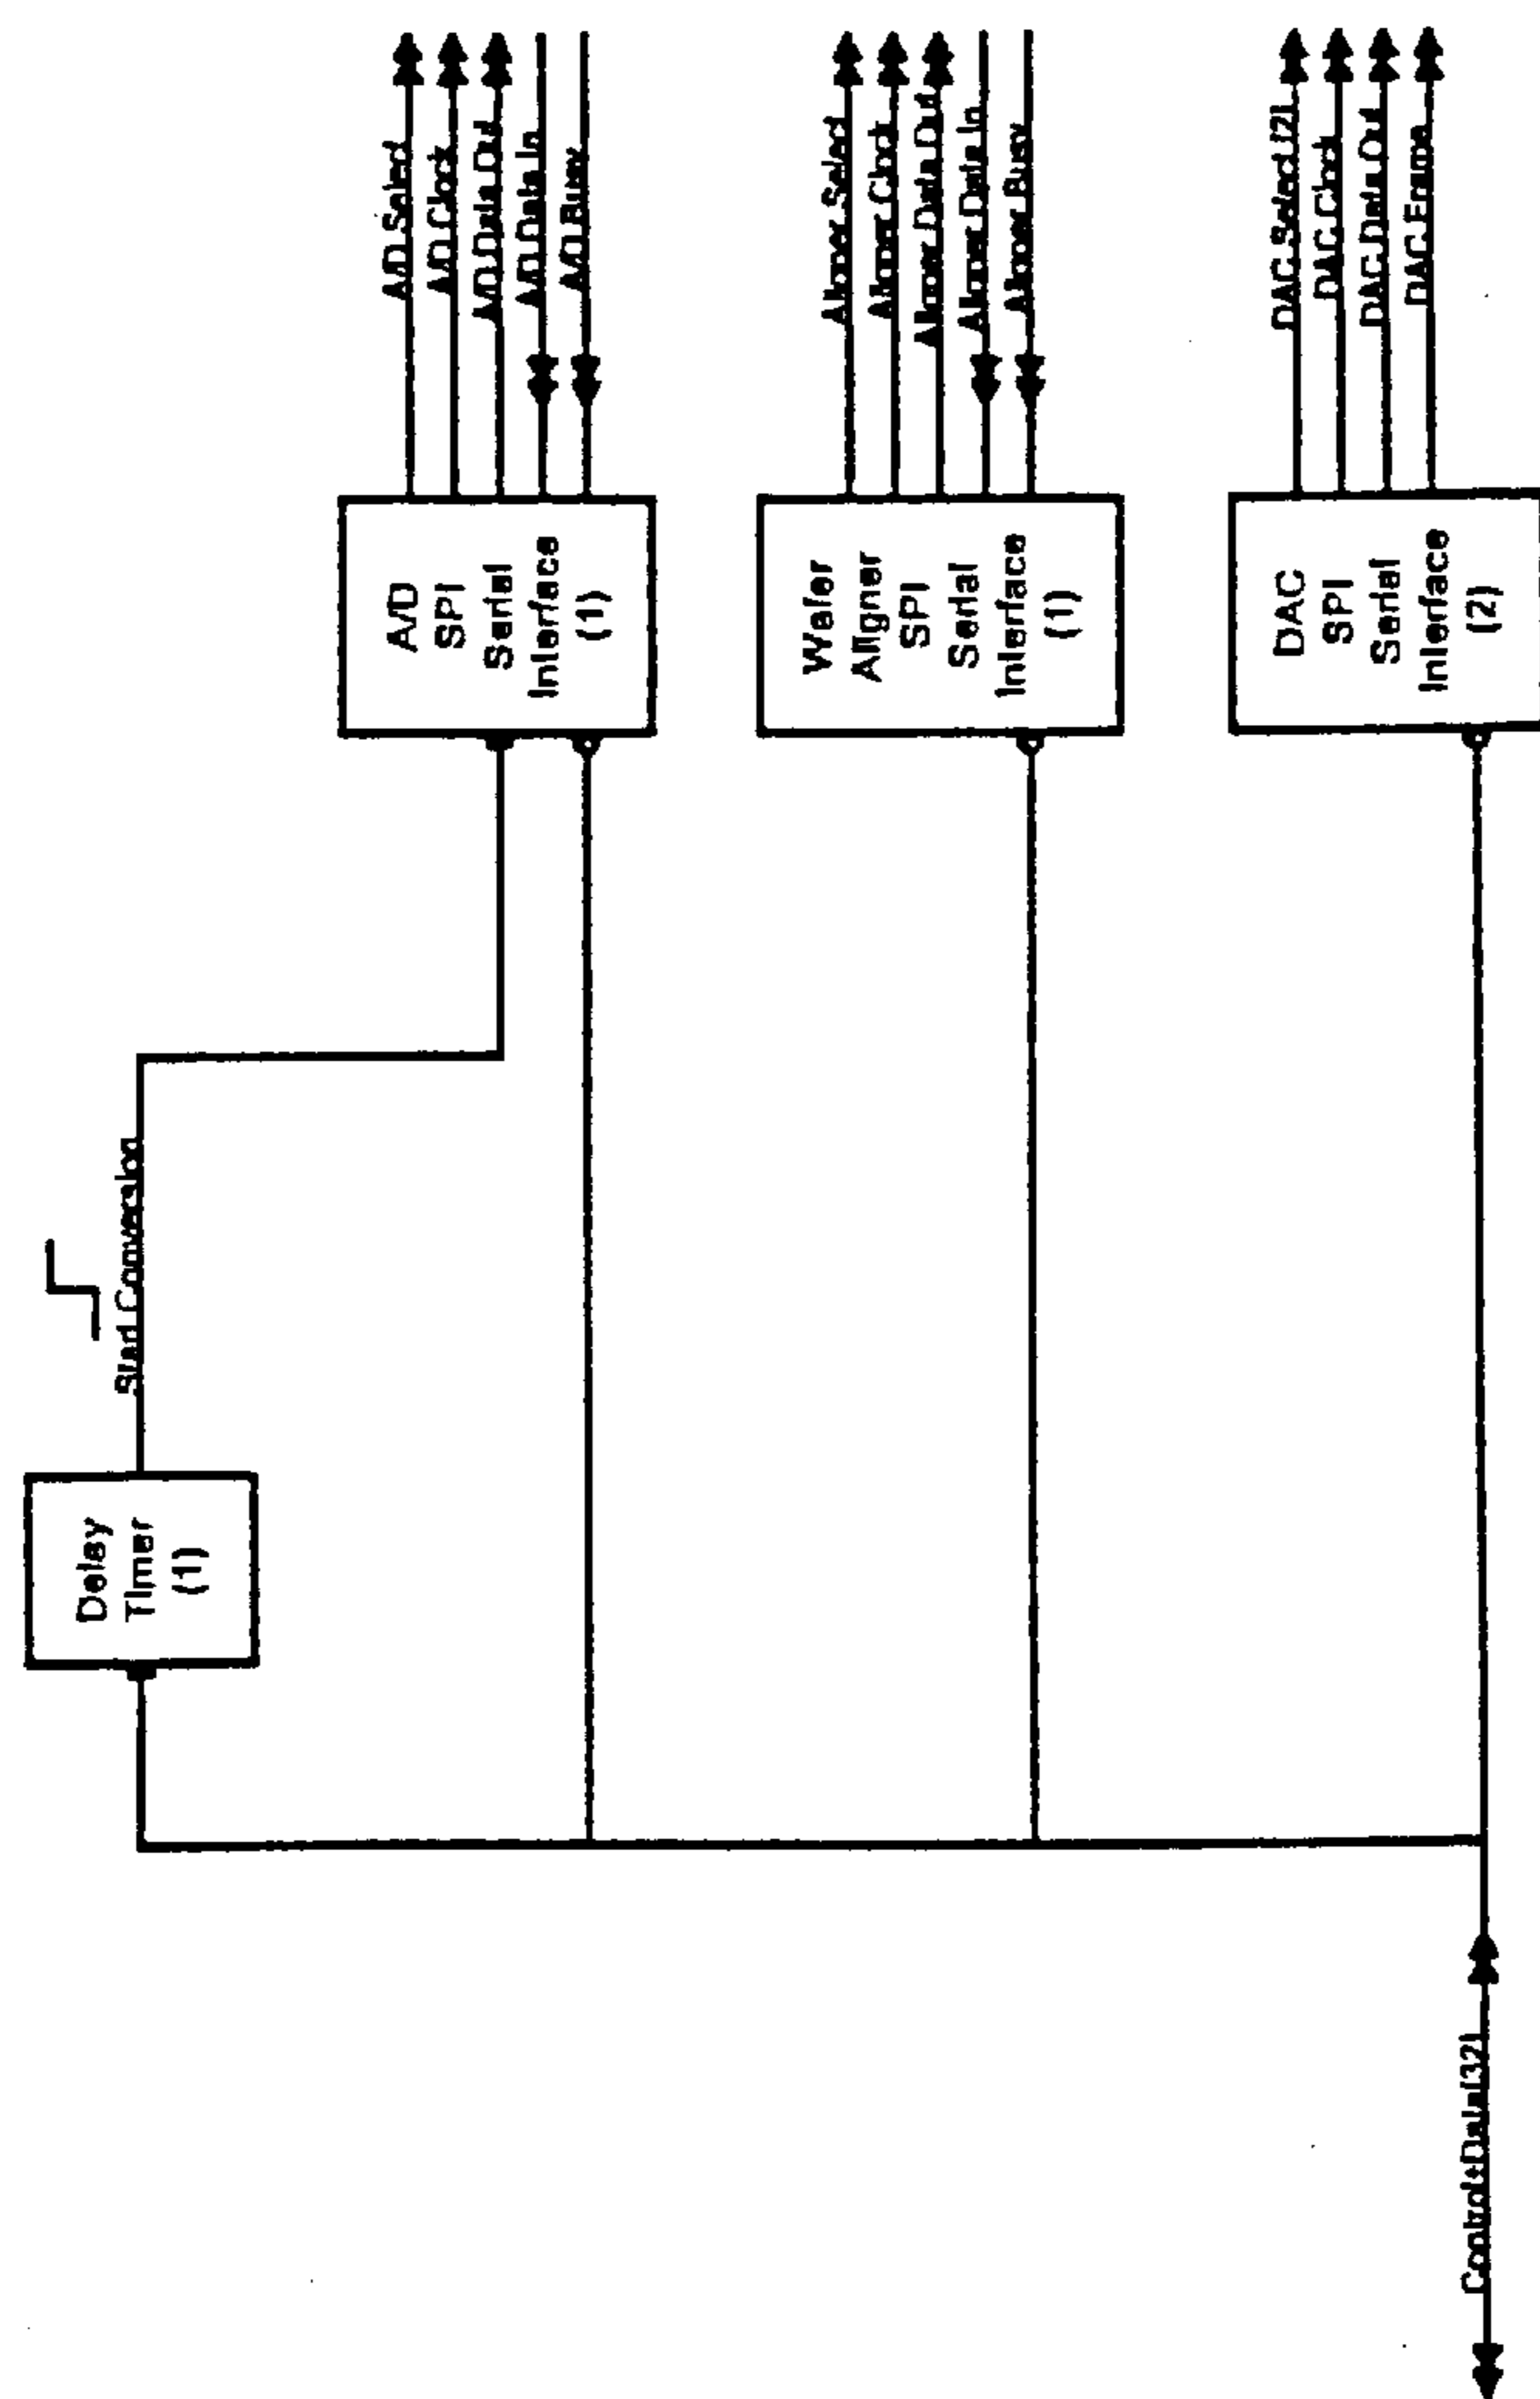 Delay
Timer
(1)
Start Conversion
A/D
SPI
Serial
Interface
(1)
A/D Select
A/D Clock
A/D Data Out
A/D Data In
A/D Busy
Wafer
Aligner
SPI
Serial
Interface
(1)
Aligner Select
Aligner Clock
Aligner Data Out
Aligner Data In
Aligner Busy
DAC
SPI
Serial
Interface
(2)
DAC Select [2]
DAC Clock
DAC Data Out
DAC Frame
Control+Data[32]